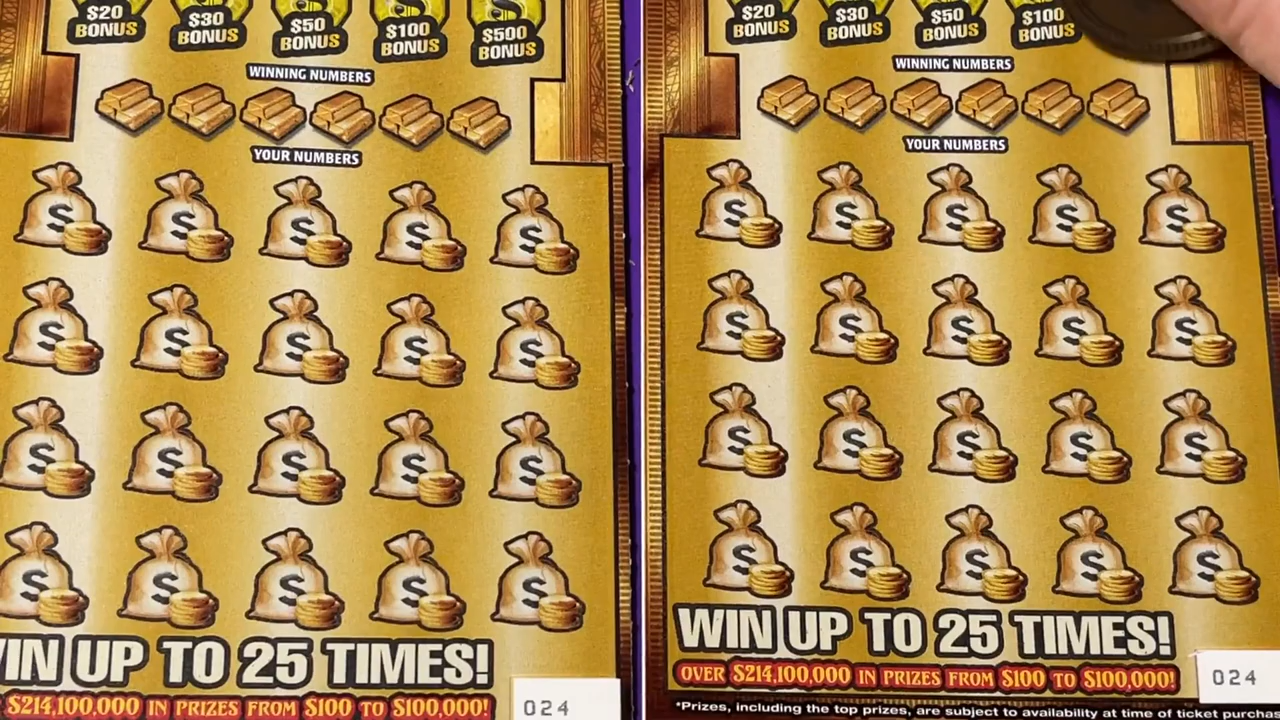 $20 BONUS
$30 BONUS
$50 BONUS
$100 BONUS
$500 BONUS
WINNING NUMBERS
YOUR NUMBERS
$ $ $ $ $
$ $ $ $ $
$ $ $ $ $
$ $ $ $ $
WIN UP TO 25 TIMES!
$214,100,000 IN PRIZES FROM $100 TO $100,000!
024
$20 BONUS
$30 BONUS
$50 BONUS
$100 BONUS
WINNING NUMBERS
YOUR NUMBERS
$ $ $ $ $
$ $ $ $ $
$ $ $ $ $
$ $ $ $ $
WIN UP TO 25 TIMES!
OVER $214,100,000 IN PRIZES FROM $100 TO $100,000!
024
*Prizes, including the top prizes, are subject to availability at time of ticket purchas